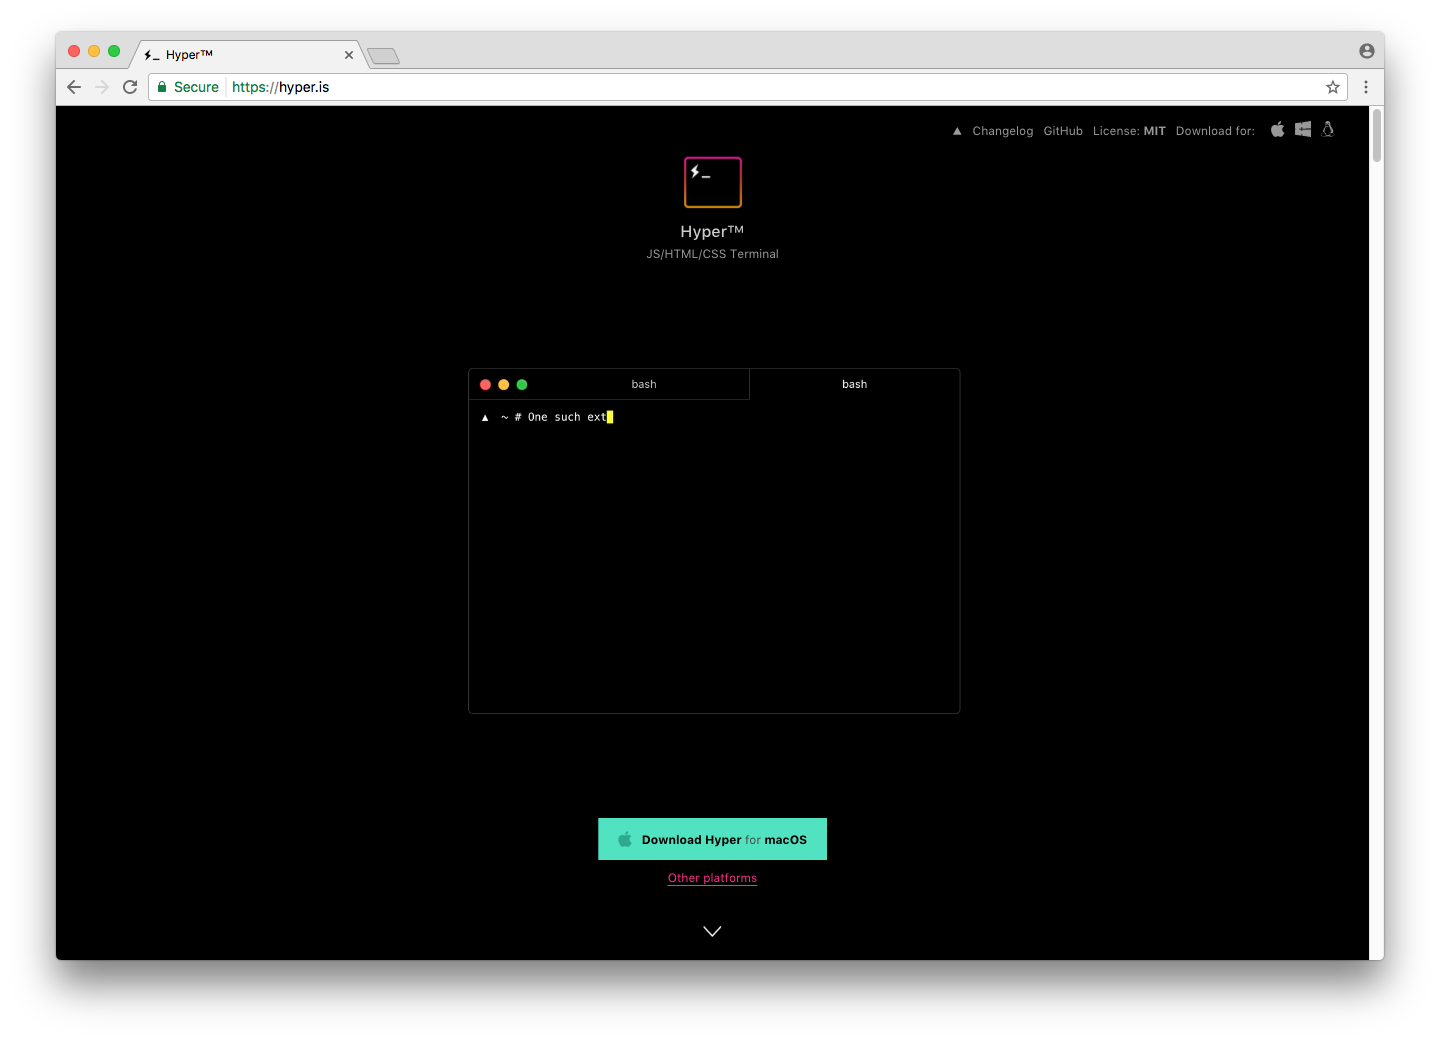 Hyper™
Secure https://hyper.is
▲ Changelog GitHub License: MIT Download for:
Hyper™
JS/HTML/CSS Terminal
bash bash
▲ ~ # One such ext
Download Hyper for macOS
Other platforms